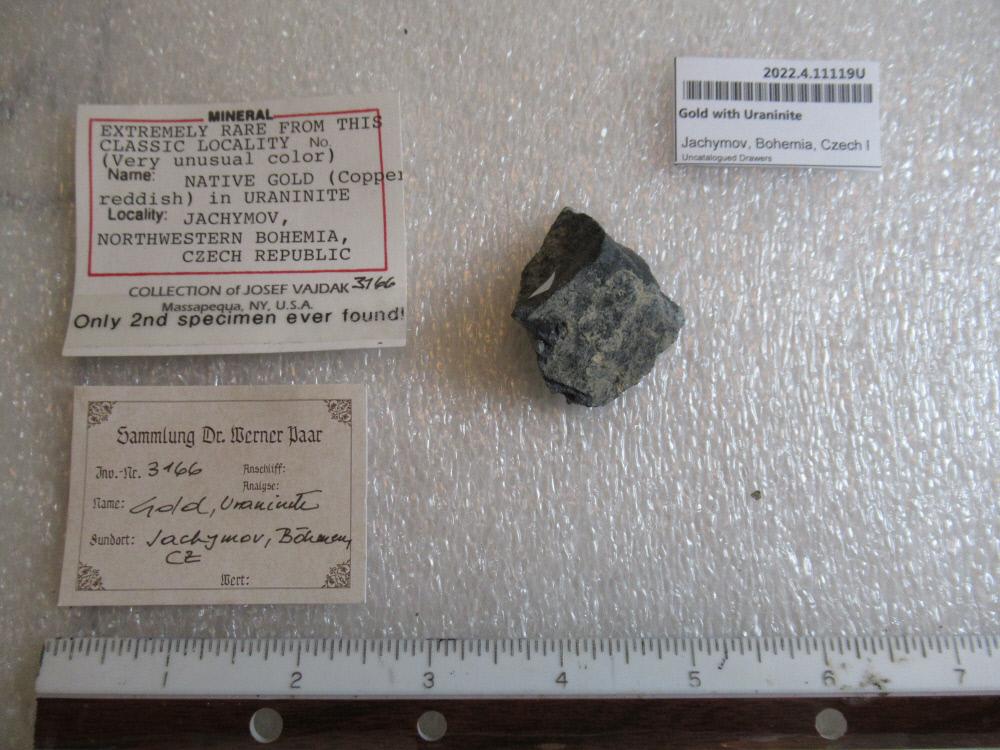 MINERAL
EXTREMELY RARE FROM THIS
CLASSIC LOCALITY No.
(Very unusual color)
Name: NATIVE GOLD (Copper
reddish) in URANINITE
Locality: JACHYMOV,
NORTHWESTERN BOHEMIA,
CZECH REPUBLIC
COLLECTION of JOSEF VAJDAK 3166
Massapequa, NY, U.S.A.
Only 2nd specimen ever found!
2022.4.11119U
Gold with Uraninite
Jachymov, Bohemia, Czech
Uncatalogued Drawers
Sammlung Dr. Werner Paar
Inv.-Nr. 3166 Anschliff:
Analyse:
Name: Gold, Uraninite
Fundort: Jachymov, Böhmen,
CZ
Wert:
1 2 3 4 5 6 7